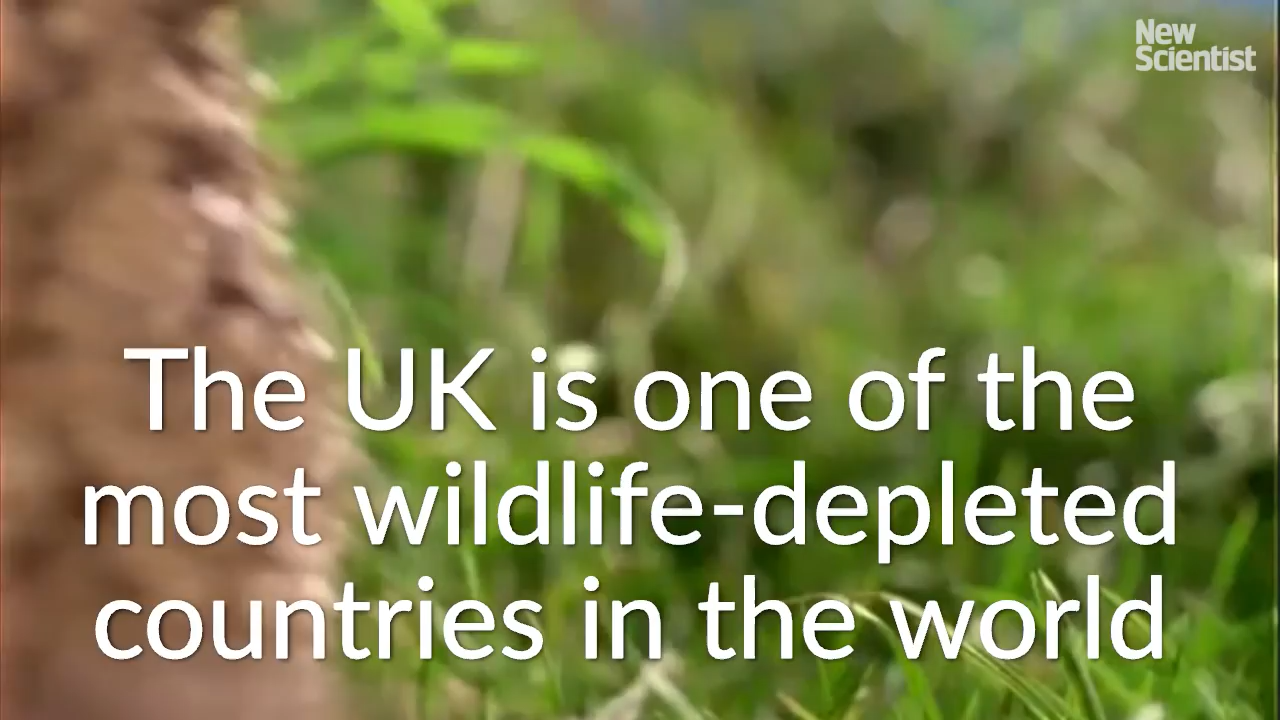 New
Scientist
The UK is one of the
most wildlife-depleted
countries in the world